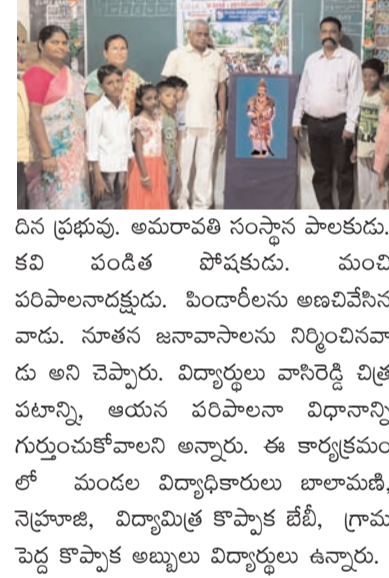 దిన ప్రభువు. అమరావతి సంస్థాన పాలకుడు.
కవి పండిత పోషకుడు. మంచి
పరిపాలనాదక్షుడు. పిండారీలను అణచివేసిన
వాడు. నూతన జనావాసాలను నిర్మించినవా
డు అని చెప్పారు. విద్యార్థులు వాసిరెడ్డి చిత్ర
పటాన్ని, ఆయన పరిపాలనా విధానాన్ని
గుర్తుంచుకోవాలని అన్నారు. ఈ కార్యక్రమం
లో మండల విద్యాధికారులు బాలామణి,
నెహ్రూజి, విద్యామిత్ర కొప్పాక బేబీ, గ్రామ
పెద్ద కొప్పాక అబ్బులు విద్యార్థులు ఉన్నారు.